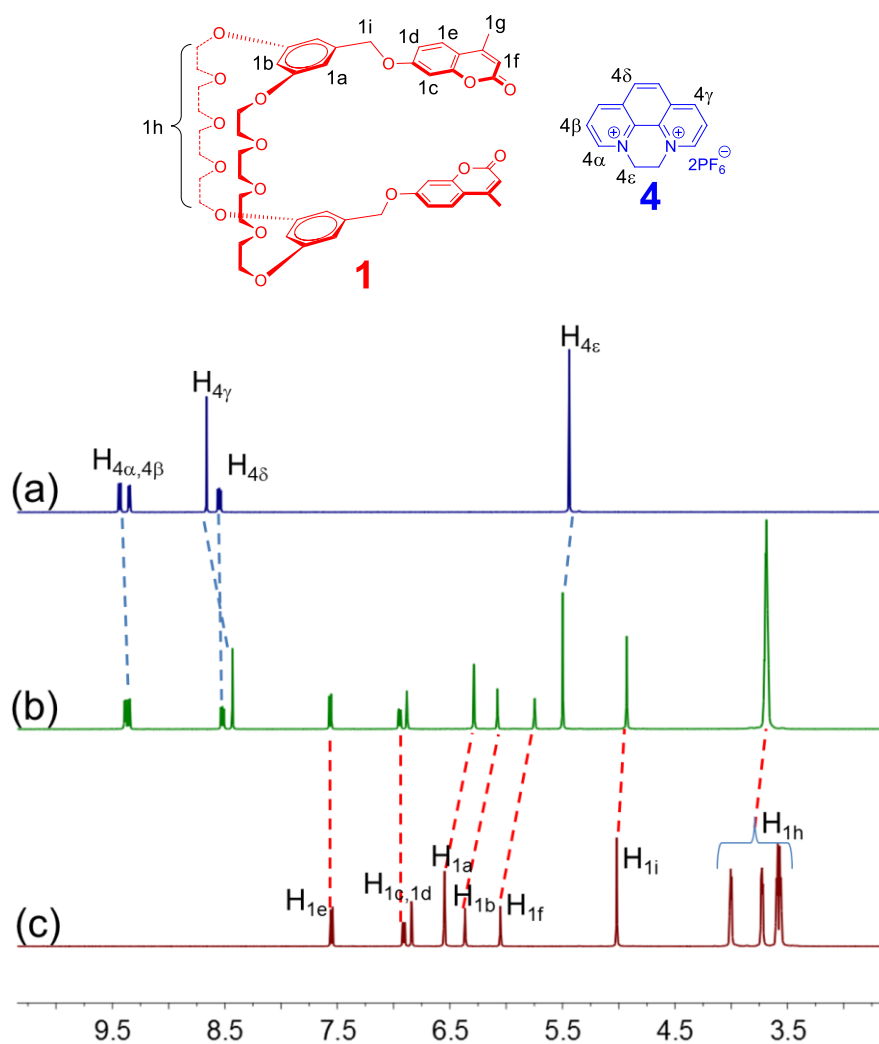 1i
1g
1d
1e
1f
1b
1a
1c
O
O
O
O
O
O
O
O
O
O
1h
O
O
O
O
O
O
O
O
1
4δ
4γ
4β
4α
N
N
+
+
4ε
2PF6
⊖
4
H4ε
H4γ
H4α,4β
H4δ
(a)
(b)
H1h
H1a
H1i
H1c,1d
H1e
H1b
H1f
(c)
9.5 8.5 7.5 6.5 5.5 4.5 3.5